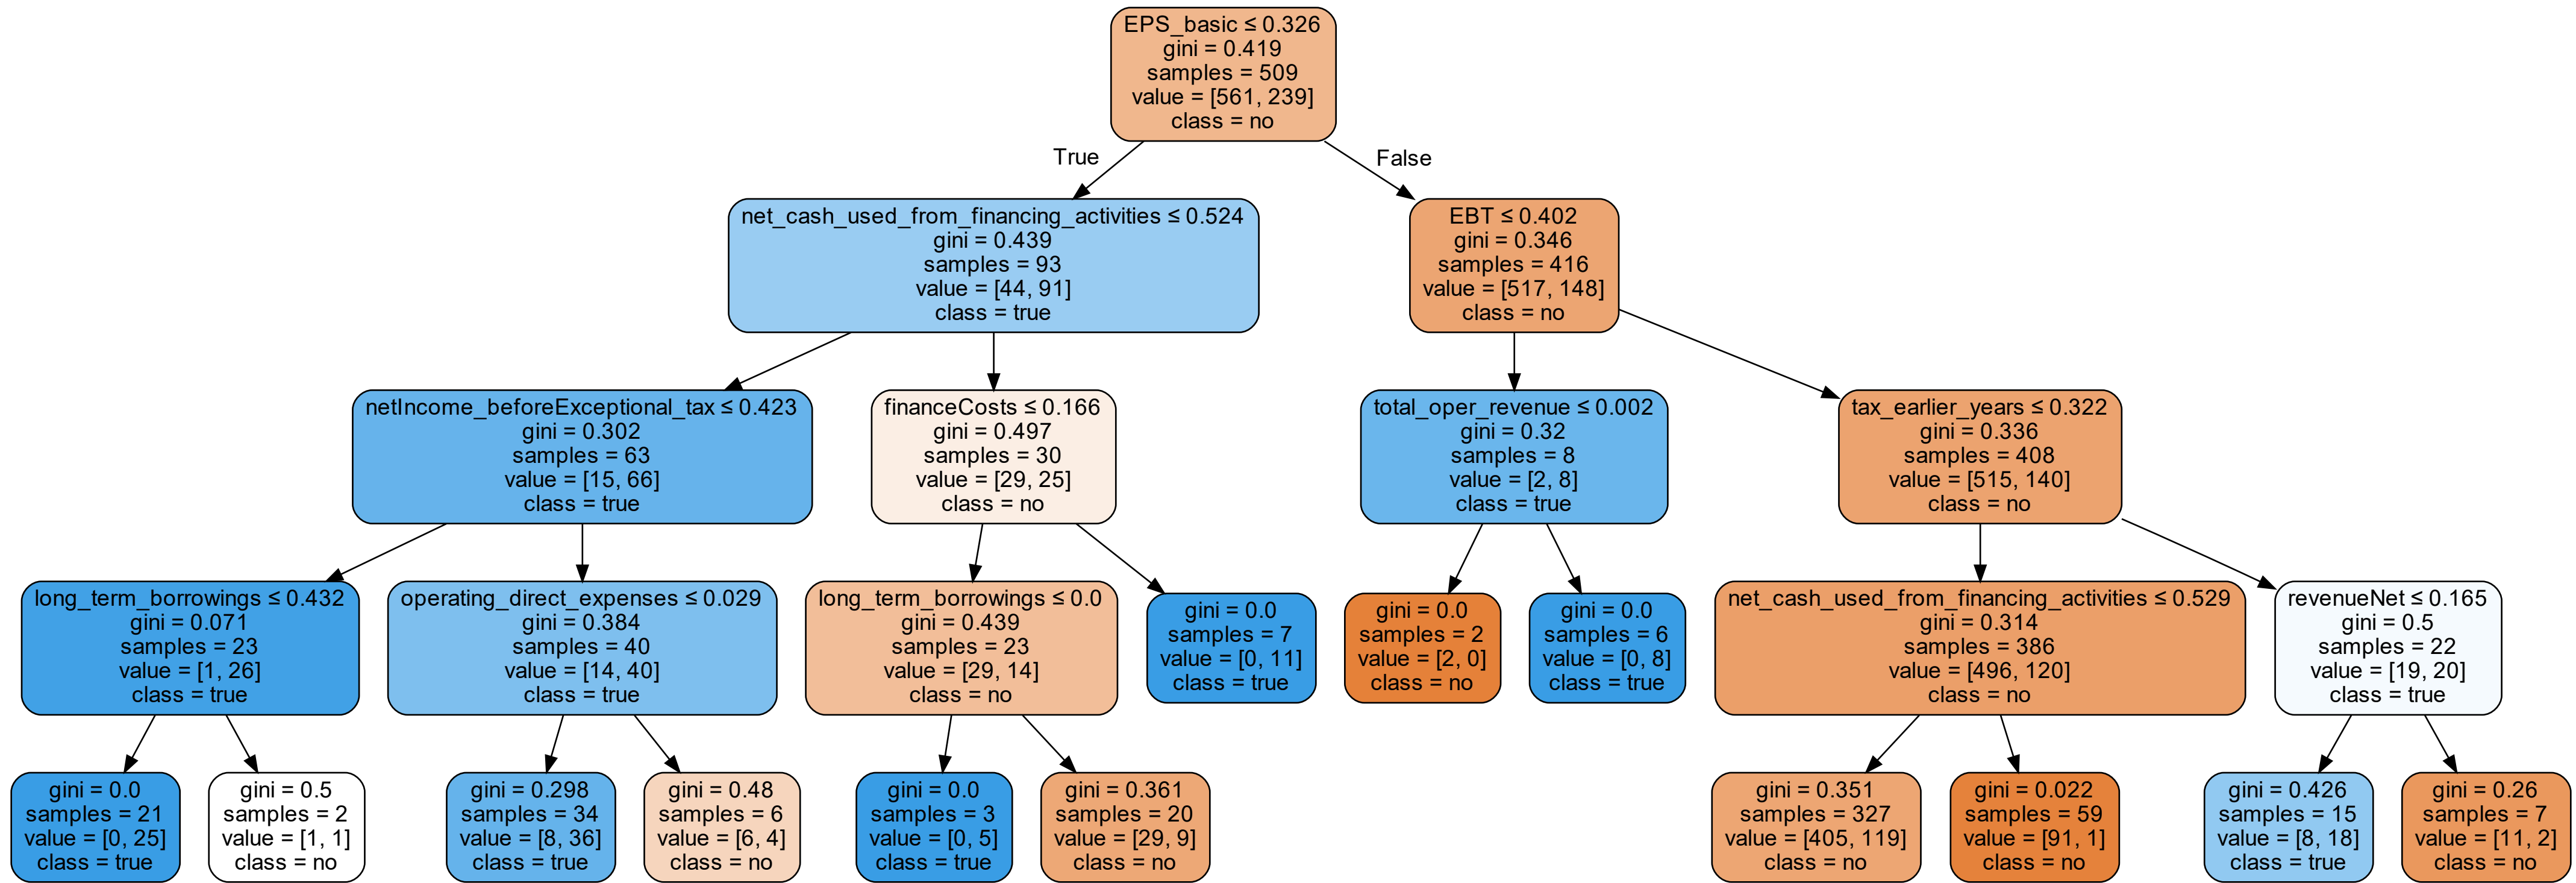 EPS_basic ≤ 0.326
gini = 0.419
samples = 509
value = [561, 239]
class = no
True
False
net_cash_used_from_financing_activities ≤ 0.524
gini = 0.439
samples = 93
value = [44, 91]
class = true
EBT ≤ 0.402
gini = 0.346
samples = 416
value = [517, 148]
class = no
netIncome_beforeExceptional_tax ≤ 0.423
gini = 0.302
samples = 63
value = [15, 66]
class = true
financeCosts ≤ 0.166
gini = 0.497
samples = 30
value = [29, 25]
class = no
total_oper_revenue ≤ 0.002
gini = 0.32
samples = 8
value = [2, 8]
class = true
tax_earlier_years ≤ 0.322
gini = 0.336
samples = 408
value = [515, 140]
class = no
long_term_borrowings ≤ 0.432
gini = 0.071
samples = 23
value = [1, 26]
class = true
operating_direct_expenses ≤ 0.029
gini = 0.384
samples = 40
value = [14, 40]
class = true
long_term_borrowings ≤ 0.0
gini = 0.439
samples = 23
value = [29, 14]
class = no
gini = 0.0
samples = 7
value = [0, 11]
class = true
gini = 0.0
samples = 2
value = [2, 0]
class = no
gini = 0.0
samples = 6
value = [0, 8]
class = true
net_cash_used_from_financing_activities ≤ 0.529
gini = 0.314
samples = 386
value = [496, 120]
class = no
revenueNet ≤ 0.165
gini = 0.5
samples = 22
value = [19, 20]
class = true
gini = 0.0
samples = 21
value = [0, 25]
class = true
gini = 0.5
samples = 2
value = [1, 1]
class = no
gini = 0.298
samples = 34
value = [8, 36]
class = true
gini = 0.48
samples = 6
value = [6, 4]
class = no
gini = 0.0
samples = 3
value = [0, 5]
class = true
gini = 0.361
samples = 20
value = [29, 9]
class = no
gini = 0.351
samples = 327
value = [405, 119]
class = no
gini = 0.022
samples = 59
value = [91, 1]
class = no
gini = 0.426
samples = 15
value = [8, 18]
class = true
gini = 0.26
samples = 7
value = [11, 2]
class = no